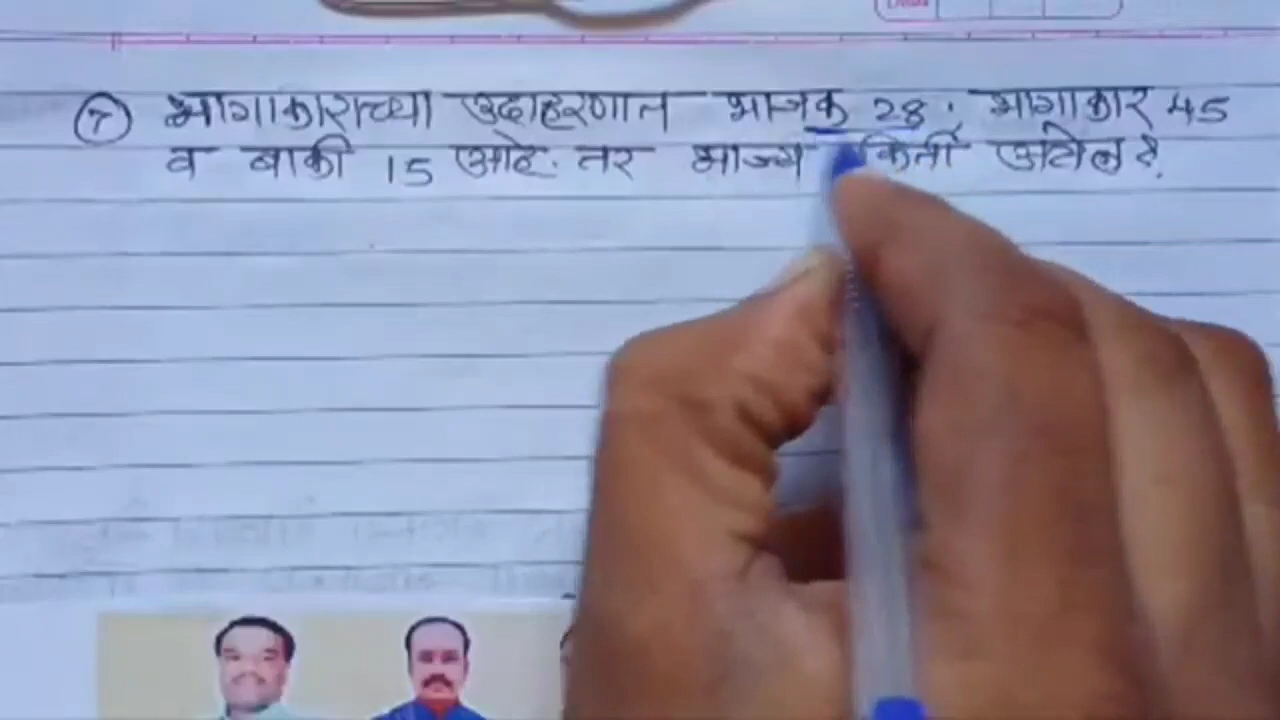 ७ भागाकाराच्या उदाहरणात भाजक 28. भागाकार 45
व बाकी 15 आहे. तर भाज्य किती असेल ?